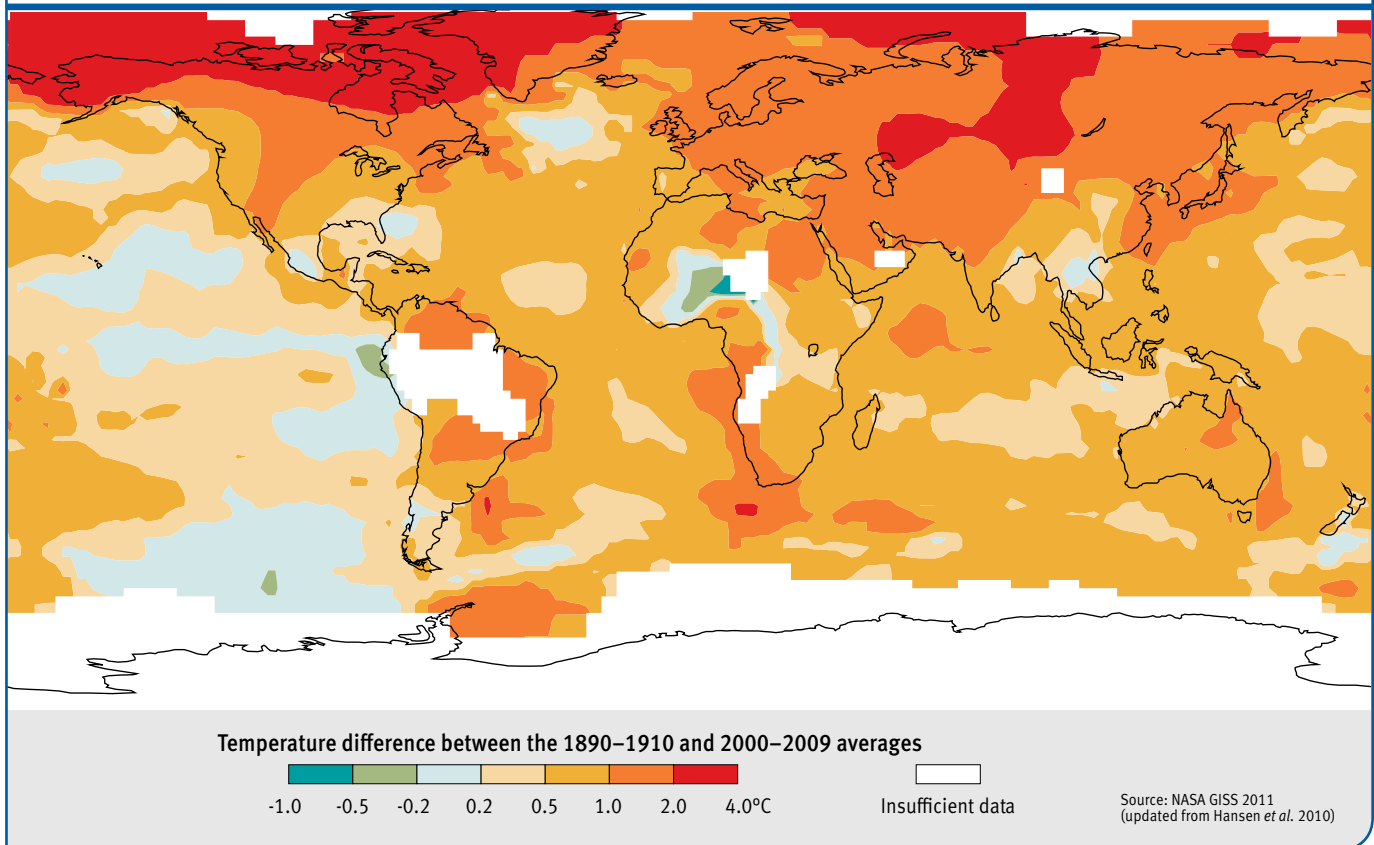 Temperature difference between the 1890–1910 and 2000–2009 averages
-1.0 -0.5 -0.2 0.2 0.5 1.0 2.0 4.0ºC
Insufficient data
Source: NASA GISS 2011
(updated from Hansen et al. 2010)